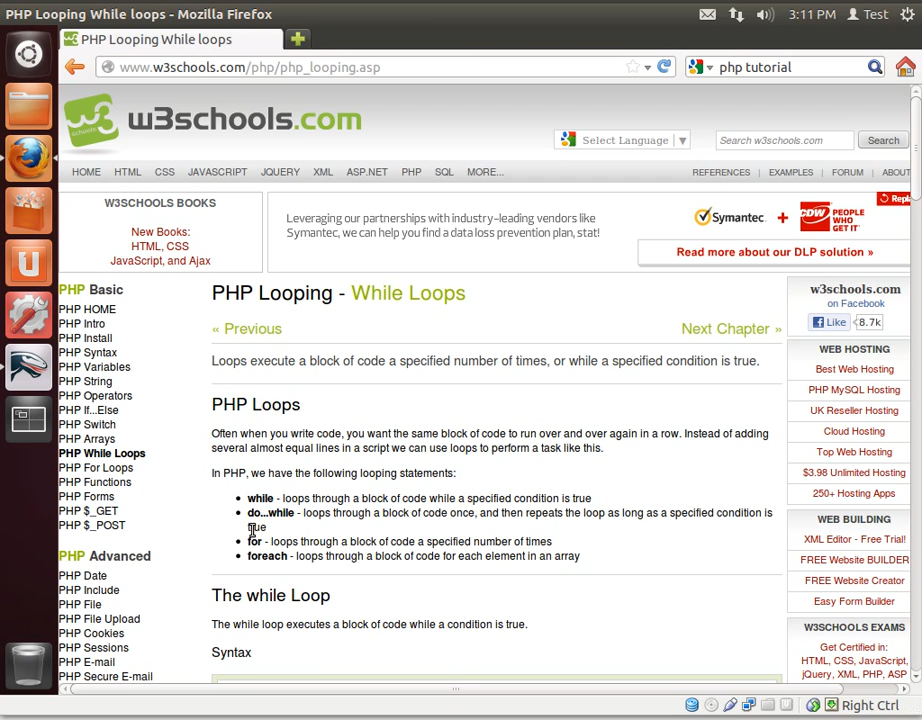 PHP Looping While loops - Mozilla Firefox
3:11 PM Test
PHP Looping While loops
www.w3schools.com/php/php_looping.asp
php tutorial
w3schools.com
Select Language
Search w3schools.com
Search
HOME HTML CSS JAVASCRIPT JQUERY XML ASP.NET PHP SQL MORE...
REFERENCES EXAMPLES FORUM ABOUT
W3SCHOOLS BOOKS
New Books:
HTML, CSS
JavaScript, and Ajax
Leveraging our partnerships with industry-leading vendors like
Symantec, we can help you find a data loss prevention plan, stat!
Symantec. + CDW PEOPLE
WHO
GET IT
Repla
Read more about our DLP solution »
PHP Basic
PHP HOME
PHP Intro
PHP Install
PHP Syntax
PHP Variables
PHP String
PHP Operators
PHP If...Else
PHP Switch
PHP Arrays
PHP While Loops
PHP For Loops
PHP Functions
PHP Forms
PHP $_GET
PHP $_POST
PHP Advanced
PHP Date
PHP Include
PHP File
PHP File Upload
PHP Cookies
PHP Sessions
PHP E-mail
PHP Secure E-mail
PHP Looping - While Loops
« Previous
Next Chapter »
Loops execute a block of code a specified number of times, or while a specified condition is true.
PHP Loops
Often when you write code, you want the same block of code to run over and over again in a row. Instead of adding
several almost equal lines in a script we can use loops to perform a task like this.
In PHP, we have the following looping statements:
• while - loops through a block of code while a specified condition is true
• do...while - loops through a block of code once, and then repeats the loop as long as a specified condition is
true
• for - loops through a block of code a specified number of times
• foreach - loops through a block of code for each element in an array
The while Loop
The while loop executes a block of code while a condition is true.
Syntax
w3schools.com
on Facebook
Like 8.7k
WEB HOSTING
Best Web Hosting
PHP MySQL Hosting
UK Reseller Hosting
Cloud Hosting
Top Web Hosting
$3.98 Unlimited Hosting
250+ Hosting Apps
WEB BUILDING
XML Editor - Free Trial!
FREE Website BUILDER
FREE Website Creator
Easy Form Builder
W3SCHOOLS EXAMS
Get Certified in:
HTML, CSS, JavaScript,
jQuery, XML, PHP, ASP
Right Ctrl